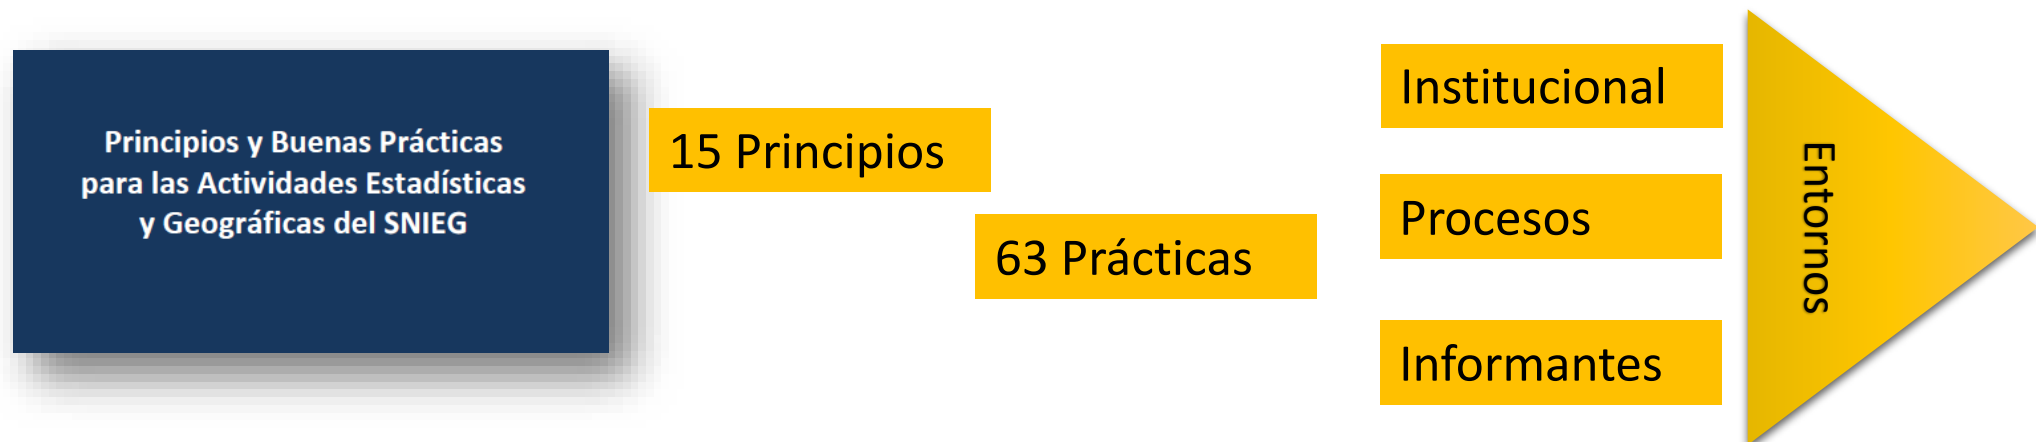 Principios y Buenas Prácticas
para las Actividades Estadísticas
y Geográficas del SNIEG
15 Principios
63 Prácticas
Institucional
Procesos
Informantes
Entornos